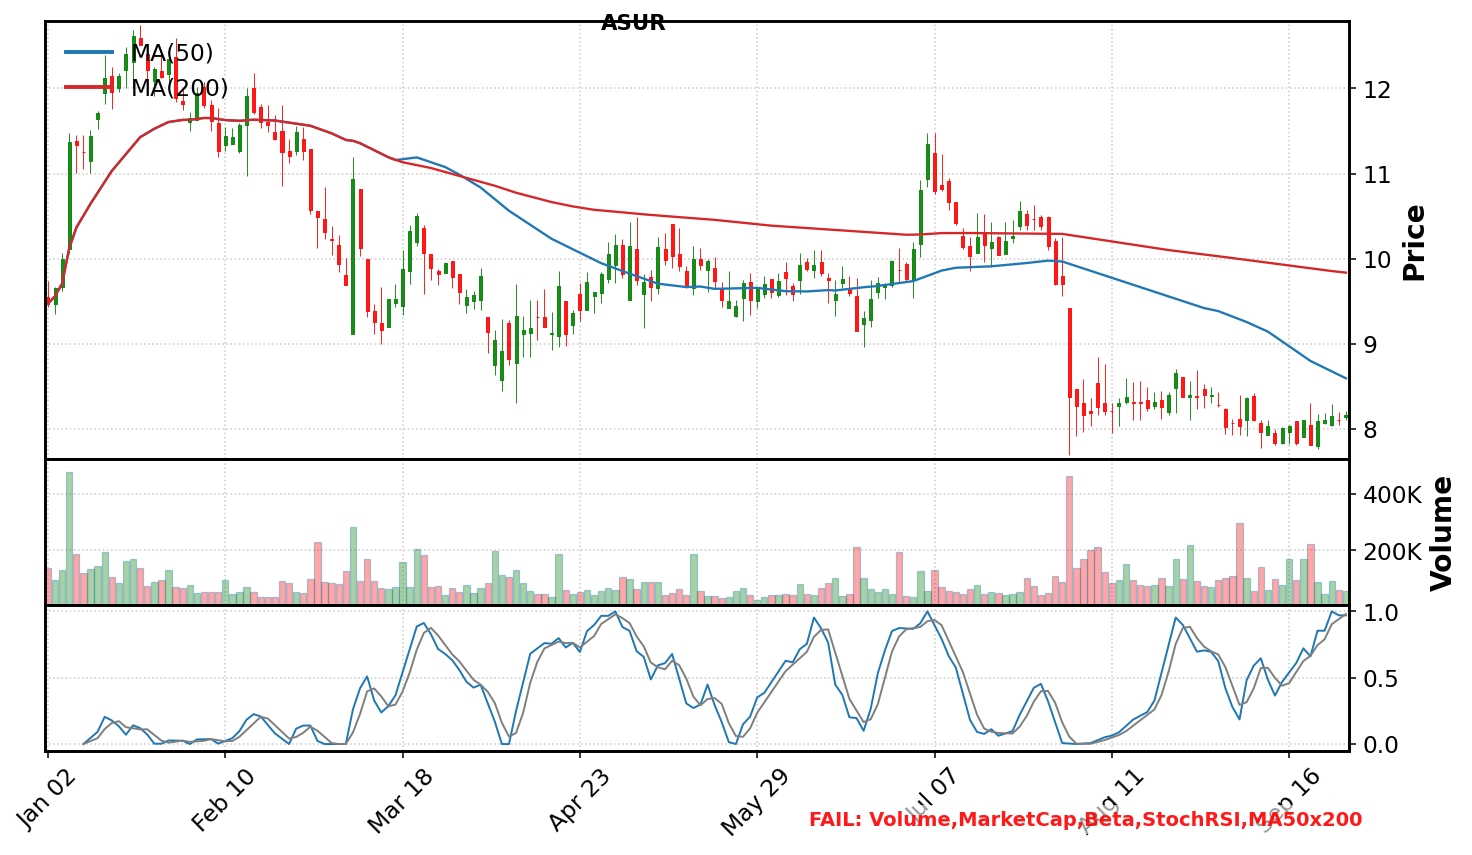 ASUR
MA(50)
MA(200)
12
11
10
9
8
Price
400K
200K
Volume
1.0
0.5
0.0
Jan 02
Feb 10
Mar 18
Apr 23
May 29
Jul 07
Aug 11
Sep 16
FAIL: Volume,MarketCap,Beta,StochRSI,MA50x200